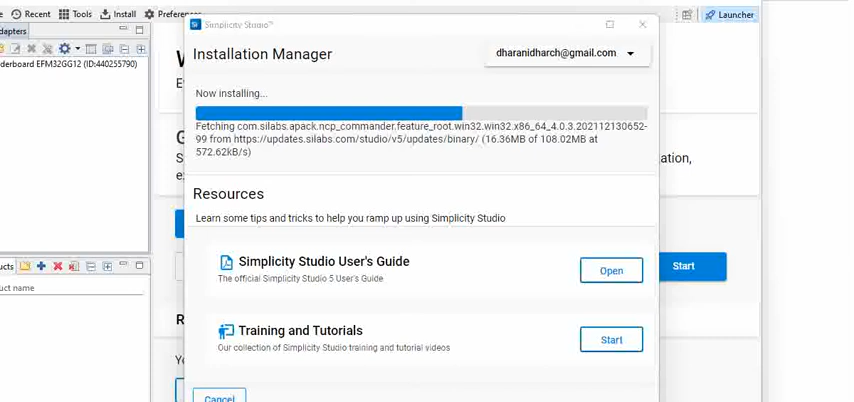 Recent
Tools
Install
Preferences
Launcher
Simplicity Studio™
Installation Manager
dharanidharch@gmail.com
derboard EFM32GG12 (ID:440255790)
Now installing...
Fetching com.silabs.apack.ncp_commander.feature_root.win32.win32.x86_64_4.0.3.202112130652-
99 from https://updates.silabs.com/studio/v5/updates/binary/ (16.36MB of 108.02MB at
572.62kB/s)
ation,
Resources
Learn some tips and tricks to help you ramp up using Simplicity Studio
Simplicity Studio User's Guide
The official Simplicity Studio 5 User's Guide
Open
Start
uct name
Training and Tutorials
Our collection of Simplicity Studio training and tutorial videos
Start
Cancel